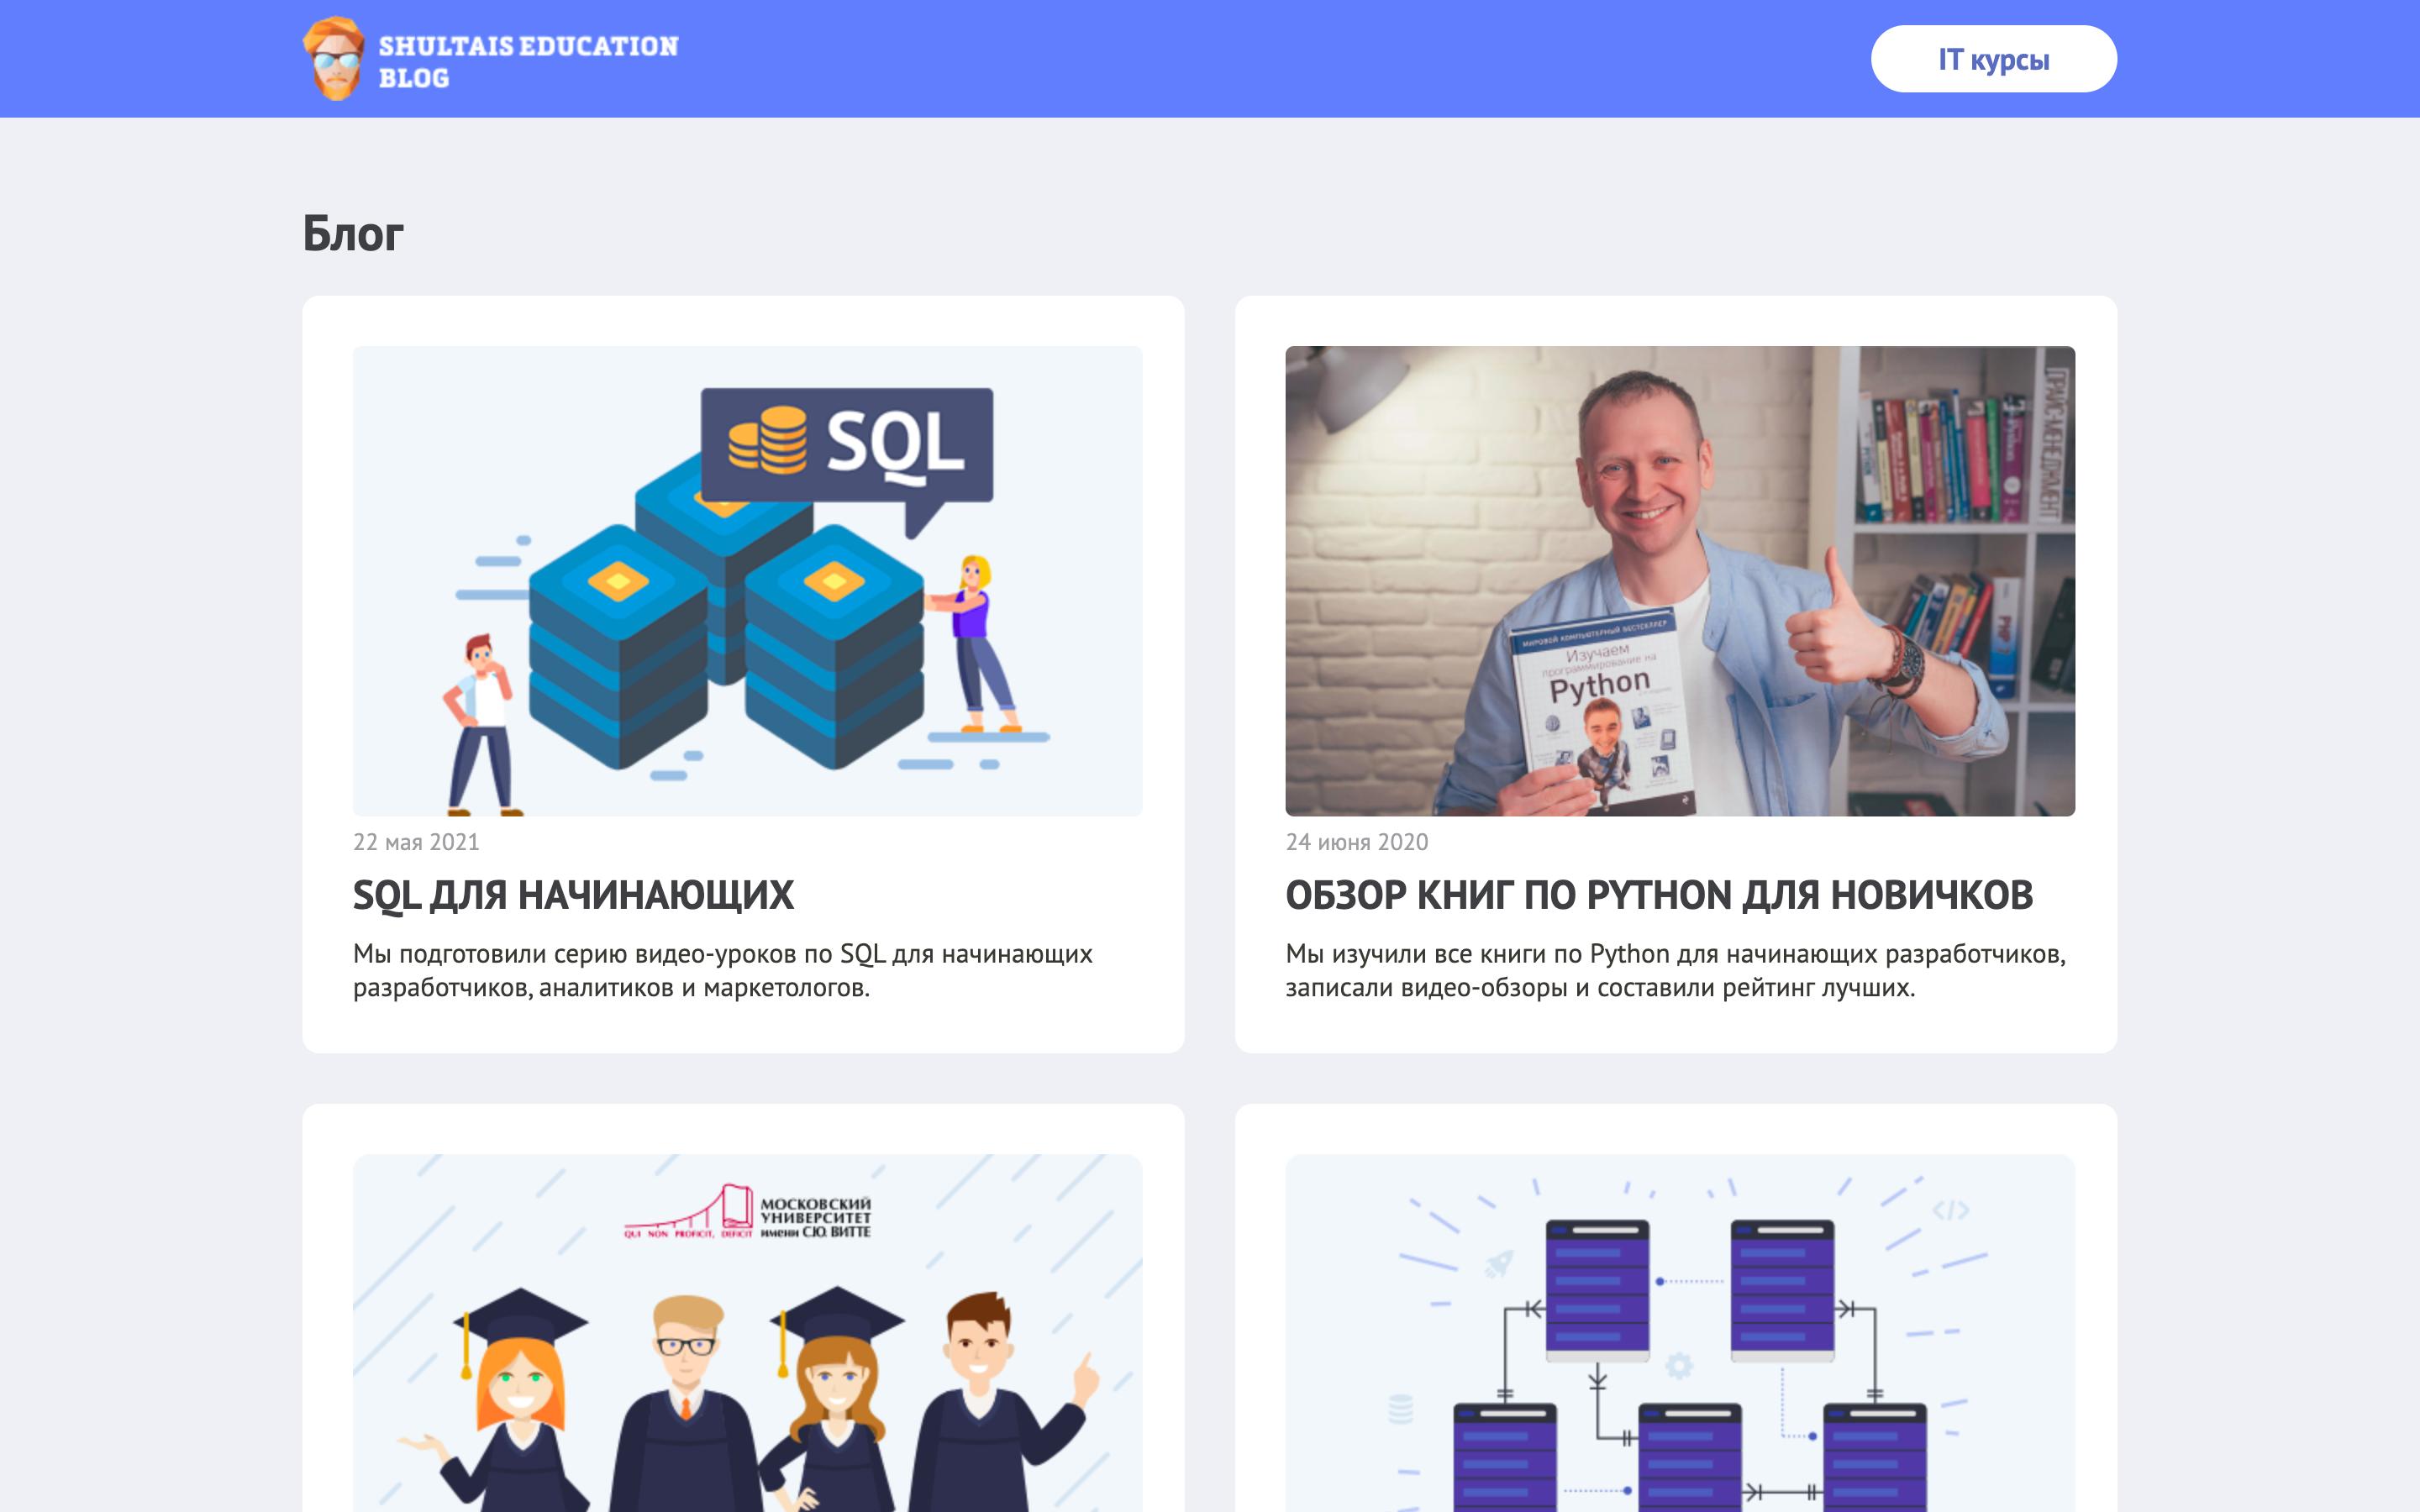 SHULTAIS EDUCATION
BLOG
IT курсы
Блог
SQL
22 мая 2021
SQL ДЛЯ НАЧИНАЮЩИХ
Мы подготовили серию видео-уроков по SQL для начинающих
разработчиков, аналитиков и маркетологов.
МИРОВОЙ КОМПЬЮТЕРНЫЙ БЕСТСЕЛЛЕР
Изучаем
программирование на
Python
PHP
24 июня 2020
ОБЗОР КНИГ ПО PYTHON ДЛЯ НОВИЧКОВ
Мы изучили все книги по Python для начинающих разработчиков,
записали видео-обзоры и составили рейтинг лучших.
МОСКОВСКИЙ
УНИВЕРСИТЕТ
имени С.Ю. ВИТТЕ
QUI NON PROFICIT, DEFICIT